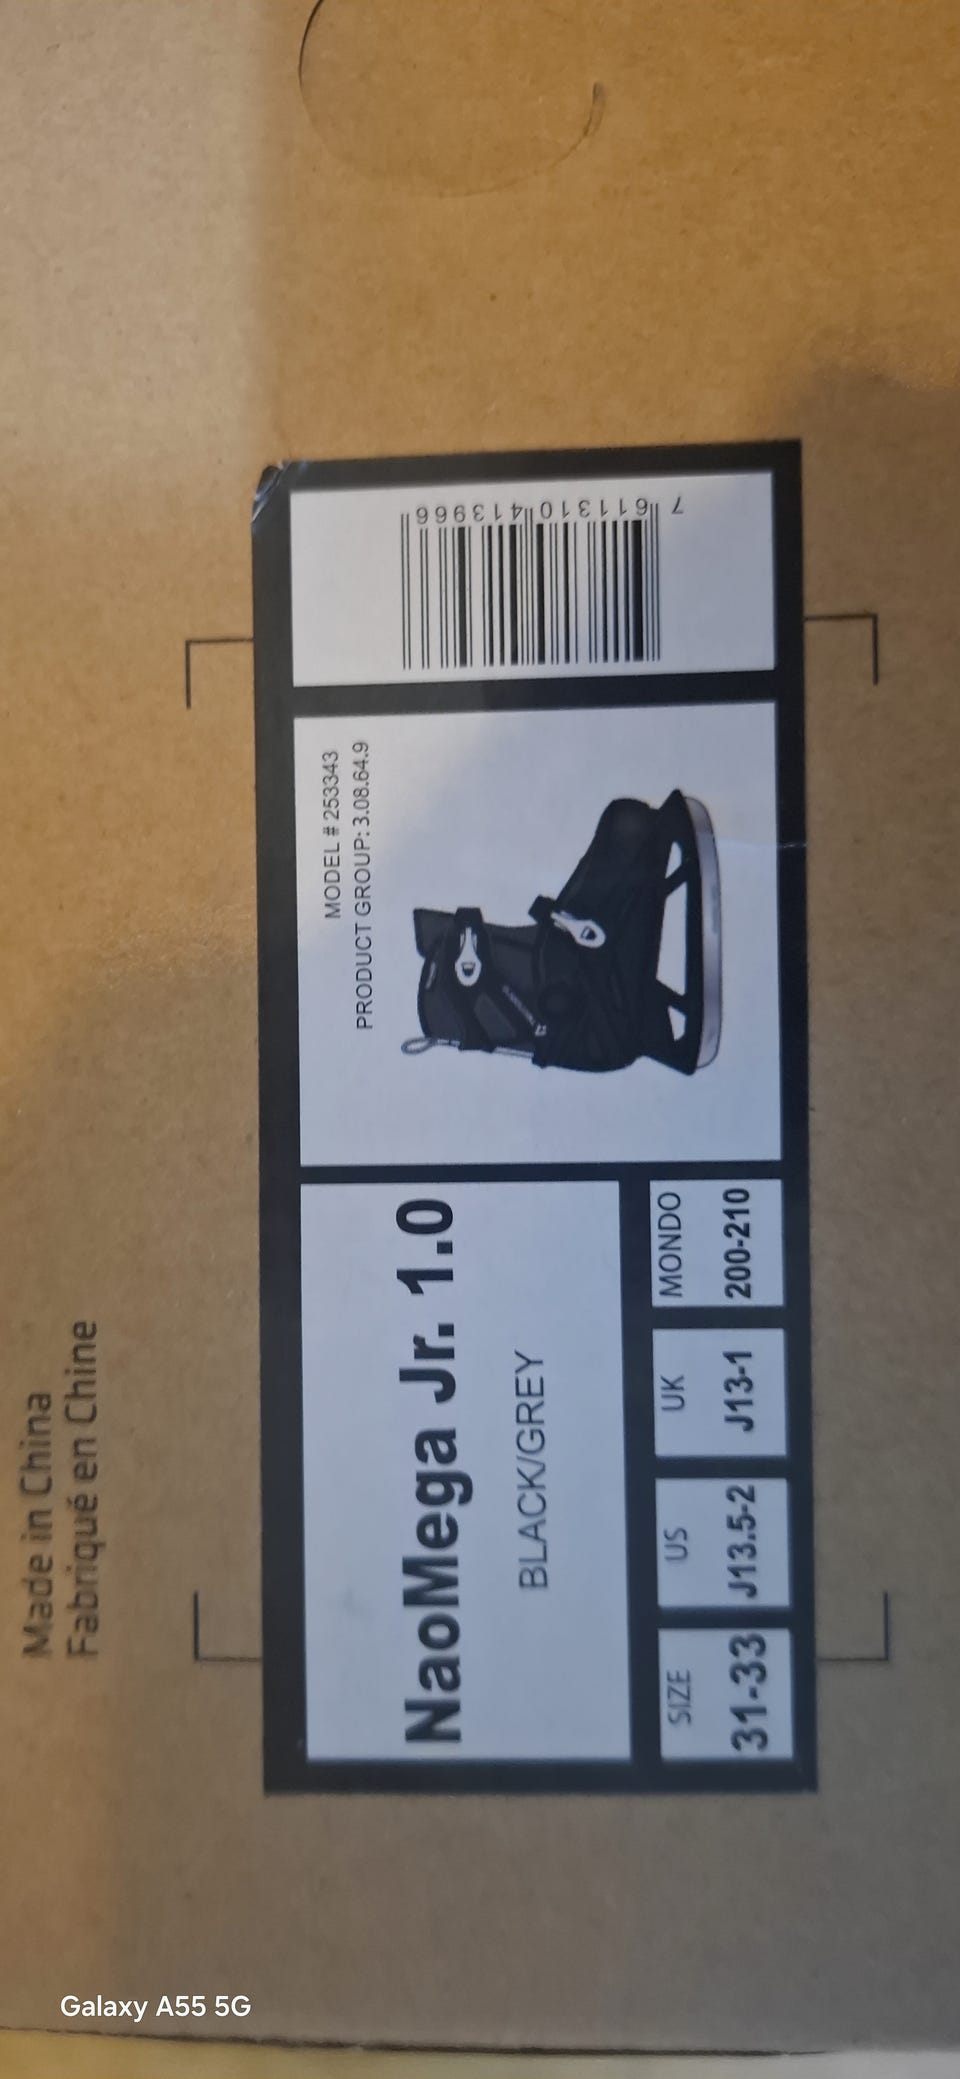 Made in China
Fabriqué en Chine
NaoMega Jr. 1.0
BLACK/GREY
SIZE
31-33
US
J13.5-2
UK
J13-1
MONDO
200-210
MODEL # 253343
PRODUCT GROUP: 3.08.64.9
7 611310 413966
Galaxy A55 5G